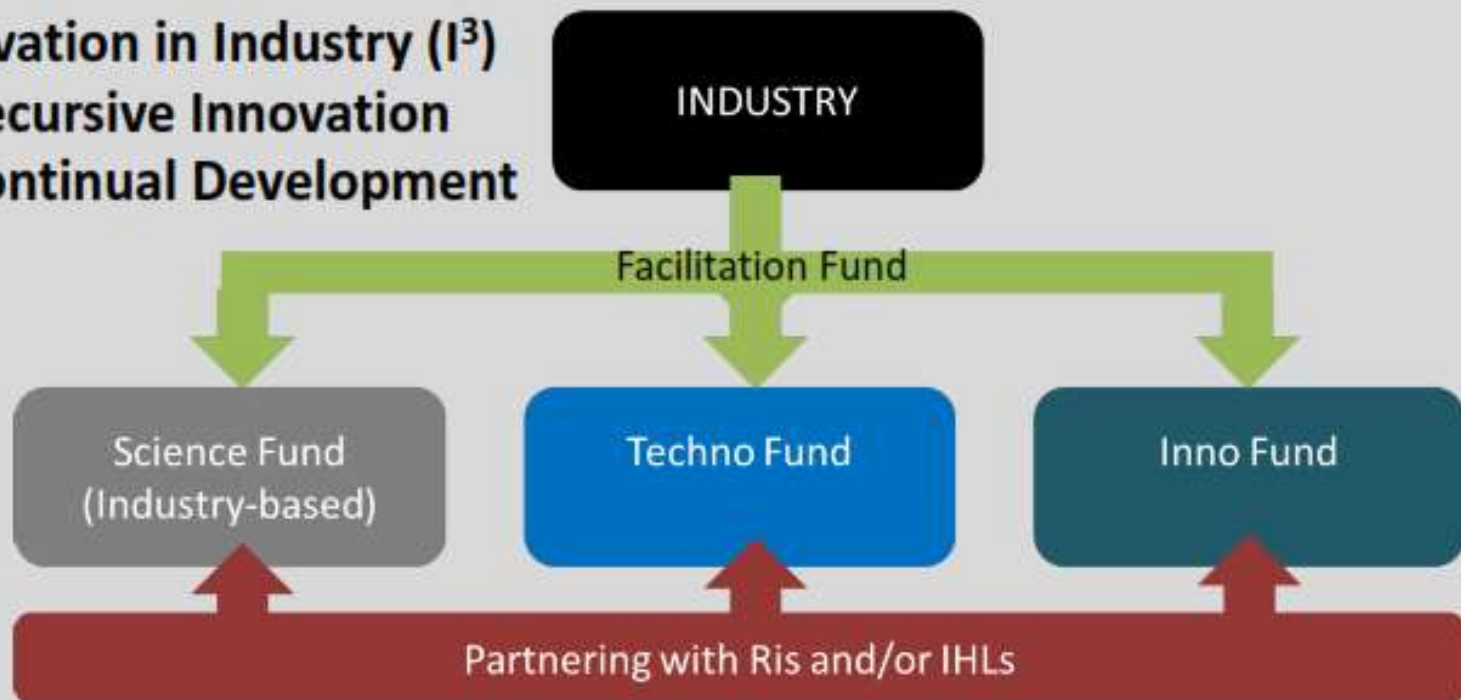 vation in Industry (I³)
ecursive Innovation
ontinual Development
INDUSTRY
Facilitation Fund
Science Fund
(Industry-based)
Techno Fund
Inno Fund
Partnering with Ris and/or IHLs